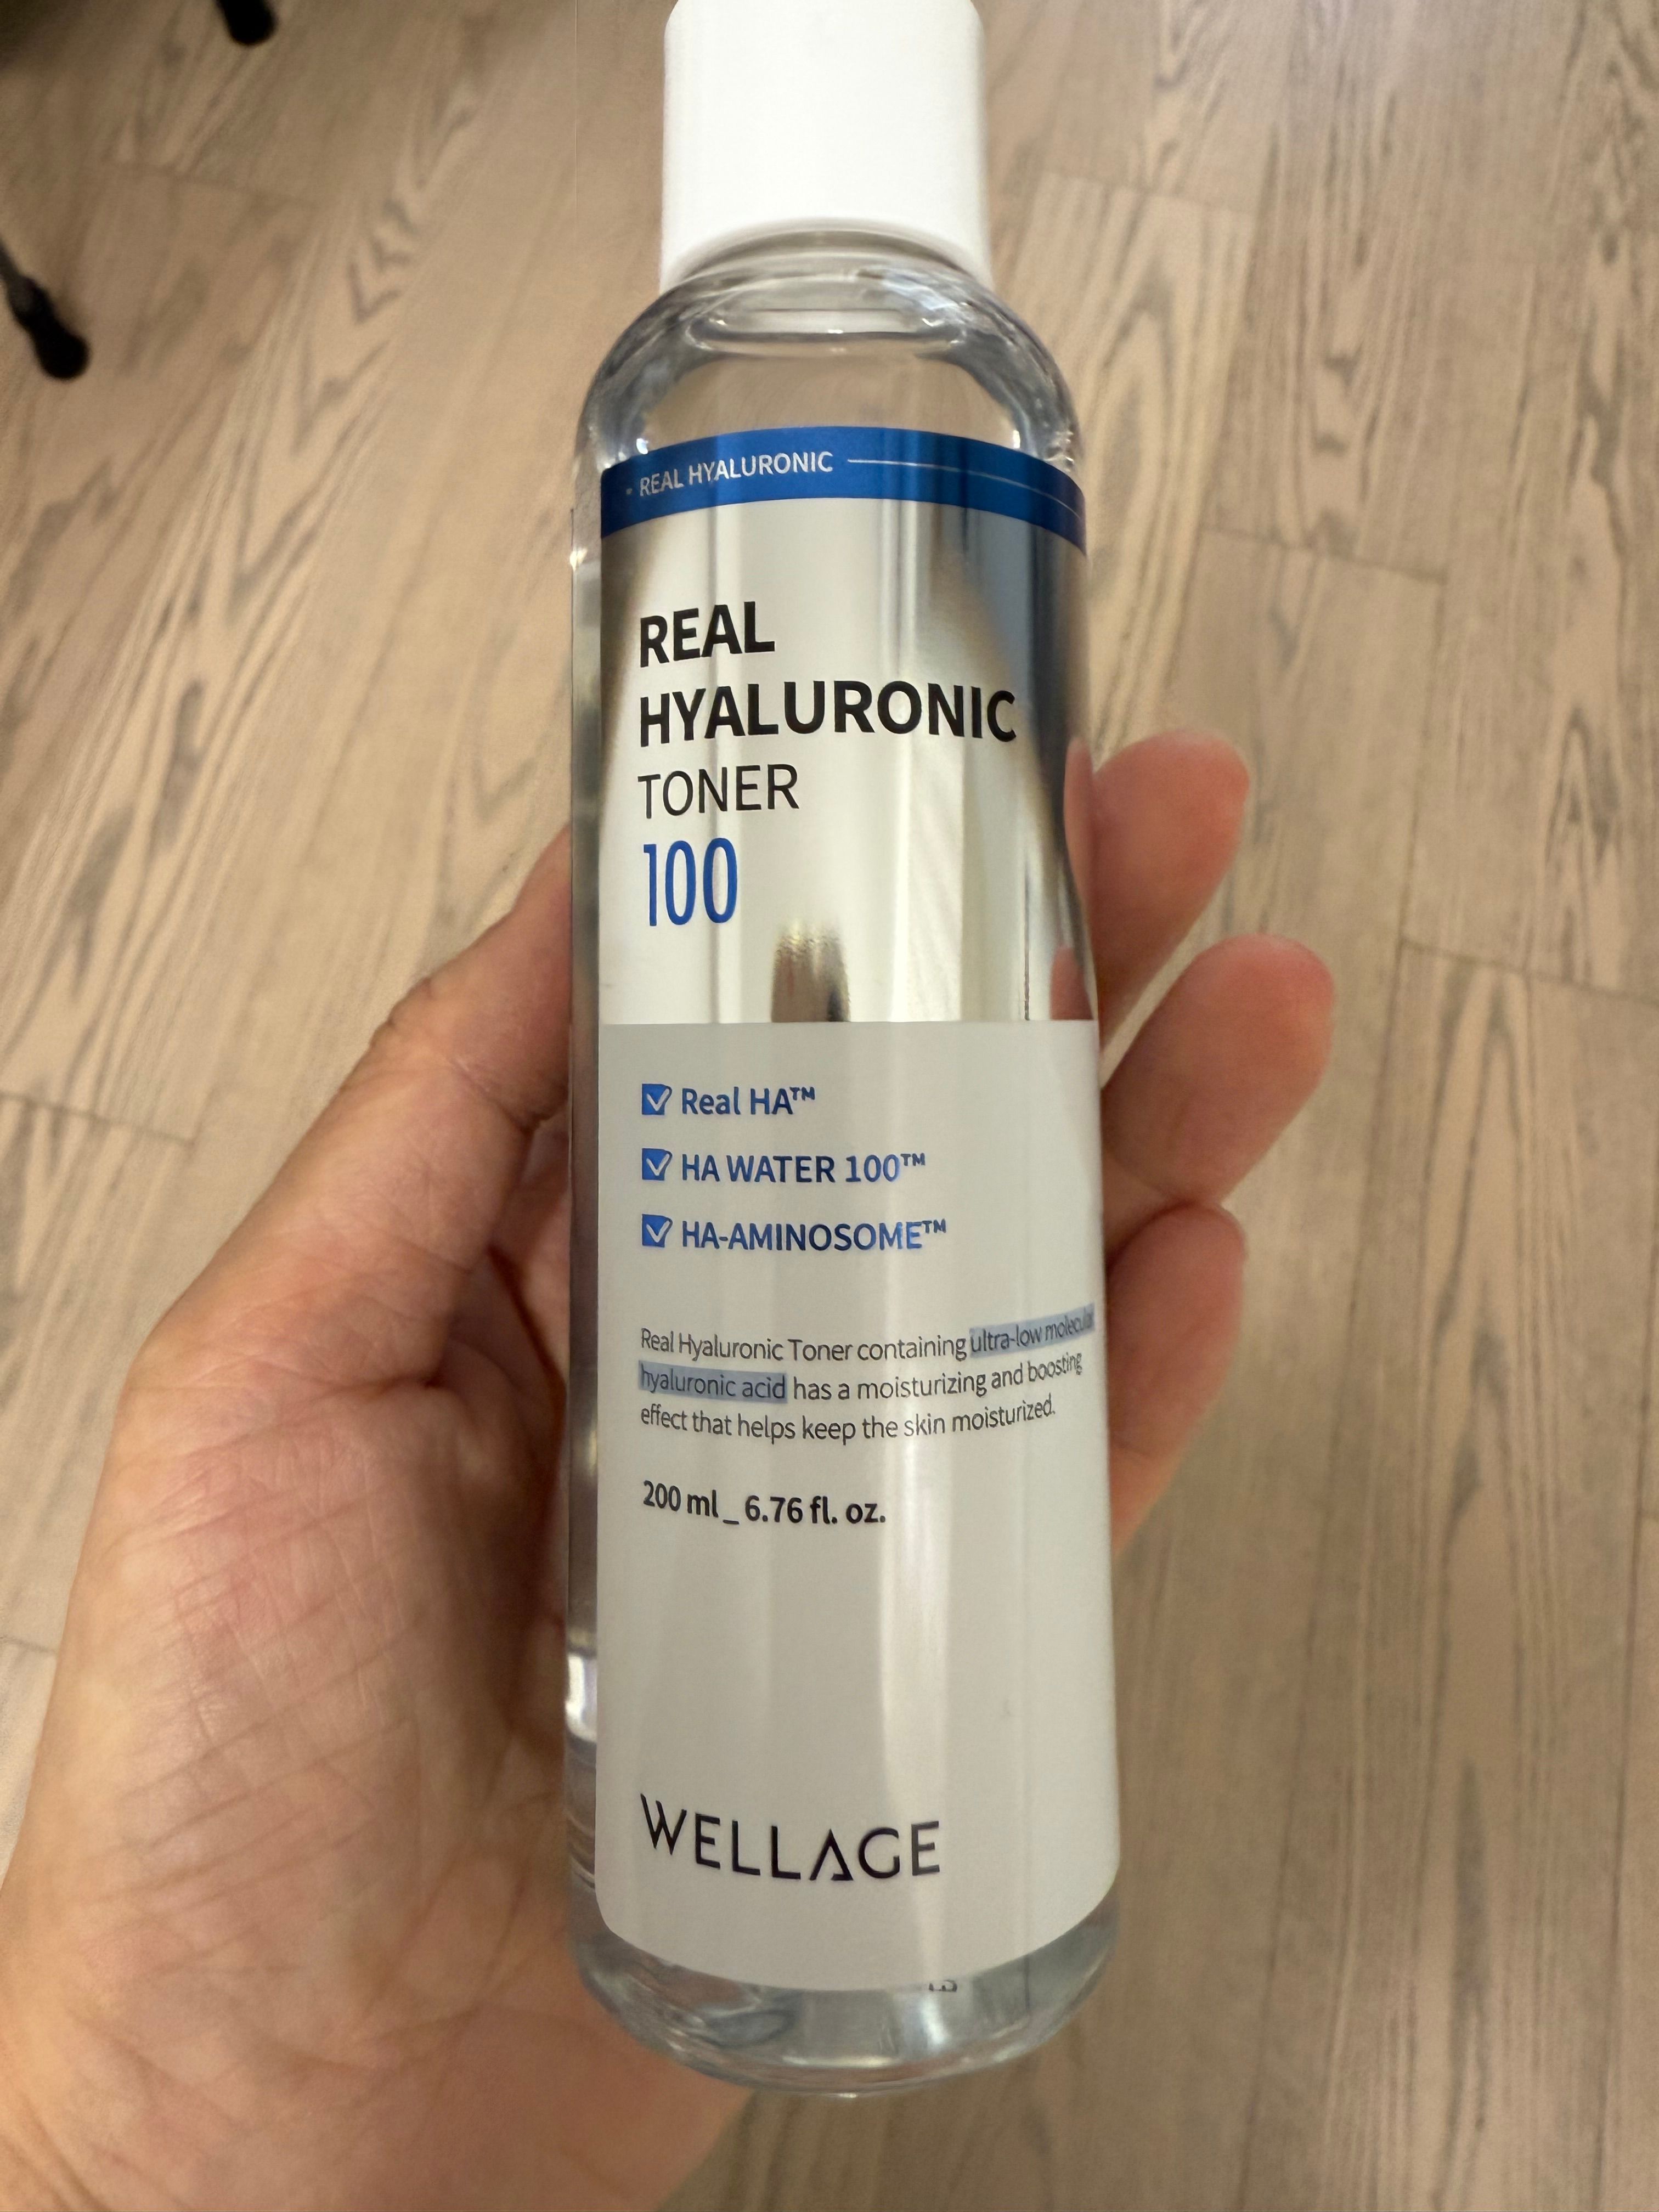 REAL HYALURONIC
REAL
HYALURONIC
TONER
100
Real HA™
HA WATER 100™
HA-AMINOSOME™
Real Hyaluronic Toner containing ultra-low molecular
hyaluronic acid has a moisturizing and boosting
effect that helps keep the skin moisturized.
200 ml_6.76 fl. oz.
WELLAGE